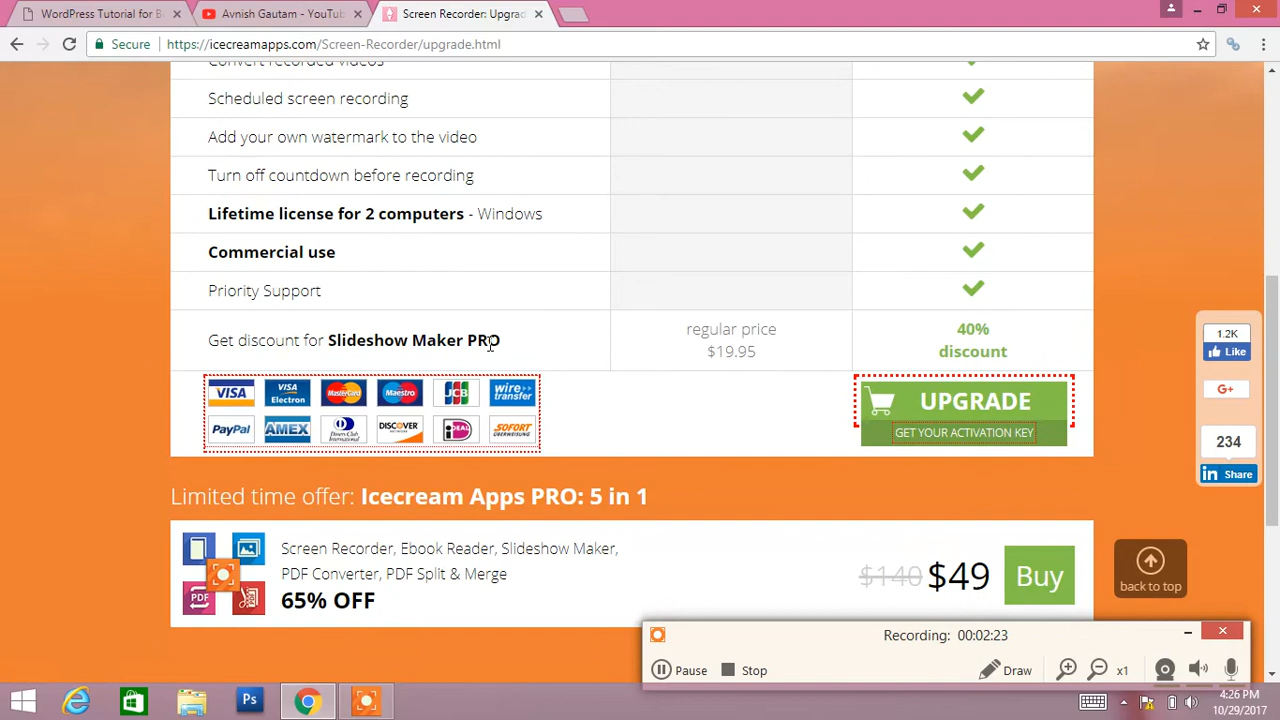 WordPress Tutorial for B
Avnish Gautam - YouTu
Screen Recorder: Upgrad
Secure
https://icecreamapps.com/Screen-Recorder/upgrade.html
Convert recorded videos
Scheduled screen recording
Add your own watermark to the video
Turn off countdown before recording
Lifetime license for 2 computers - Windows
Commercial use
Priority Support
Get discount for Slideshow Maker PRO
regular price
$19.95
40%
discount
VISA
VISA Electron
MasterCard
Maestro
JCB
wire transfer
PayPal
AMEX
Diners Club International
DISCOVER
iDEAL
SOFORT ÜBERWEISUNG
UPGRADE
GET YOUR ACTIVATION KEY
1.2K
Like
G+
234
in Share
Limited time offer: Icecream Apps PRO: 5 in 1
Screen Recorder, Ebook Reader, Slideshow Maker,
PDF Converter, PDF Split & Merge
65% OFF
PDF
$140 $49
Buy
back to top
Recording: 00:02:23
Pause
Stop
Draw
x1
Ps
4:26 PM
10/29/2017